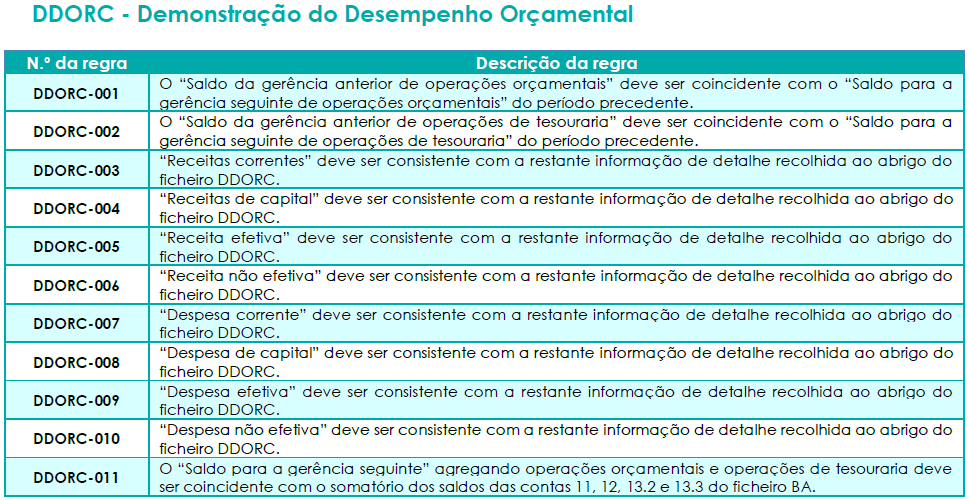 DDORC - Demonstração do Desempenho Orçamental
N.º da regra Descrição da regra
DDORC-001 O “Saldo da gerência anterior de operações orçamentais” deve ser coincidente com o “Saldo para a
gerência seguinte de operações orçamentais” do período precedente.
DDORC-002 O “Saldo da gerência anterior de operações de tesouraria” deve ser coincidente com o “Saldo para a
gerência seguinte de operações de tesouraria” do período precedente.
DDORC-003 “Receitas correntes” deve ser consistente com a restante informação de detalhe recolhida ao abrigo do
ficheiro DDORC.
DDORC-004 “Receitas de capital” deve ser consistente com a restante informação de detalhe recolhida ao abrigo do
ficheiro DDORC.
DDORC-005 “Receita efetiva” deve ser consistente com a restante informação de detalhe recolhida ao abrigo do
ficheiro DDORC.
DDORC-006 “Receita não efetiva” deve ser consistente com a restante informação de detalhe recolhida ao abrigo do
ficheiro DDORC.
DDORC-007 “Despesa corrente” deve ser consistente com a restante informação de detalhe recolhida ao abrigo do
ficheiro DDORC.
DDORC-008 “Despesa de capital” deve ser consistente com a restante informação de detalhe recolhida ao abrigo do
ficheiro DDORC.
DDORC-009 “Despesa efetiva” deve ser consistente com a restante informação de detalhe recolhida ao abrigo do
ficheiro DDORC.
DDORC-010 “Despesa não efetiva” deve ser consistente com a restante informação de detalhe recolhida ao abrigo do
ficheiro DDORC.
DDORC-011 O “Saldo para a gerência seguinte” agregando operações orçamentais e operações de tesouraria deve
ser coincidente com o somatório dos saldos das contas 11, 12, 13.2 e 13.3 do ficheiro BA.